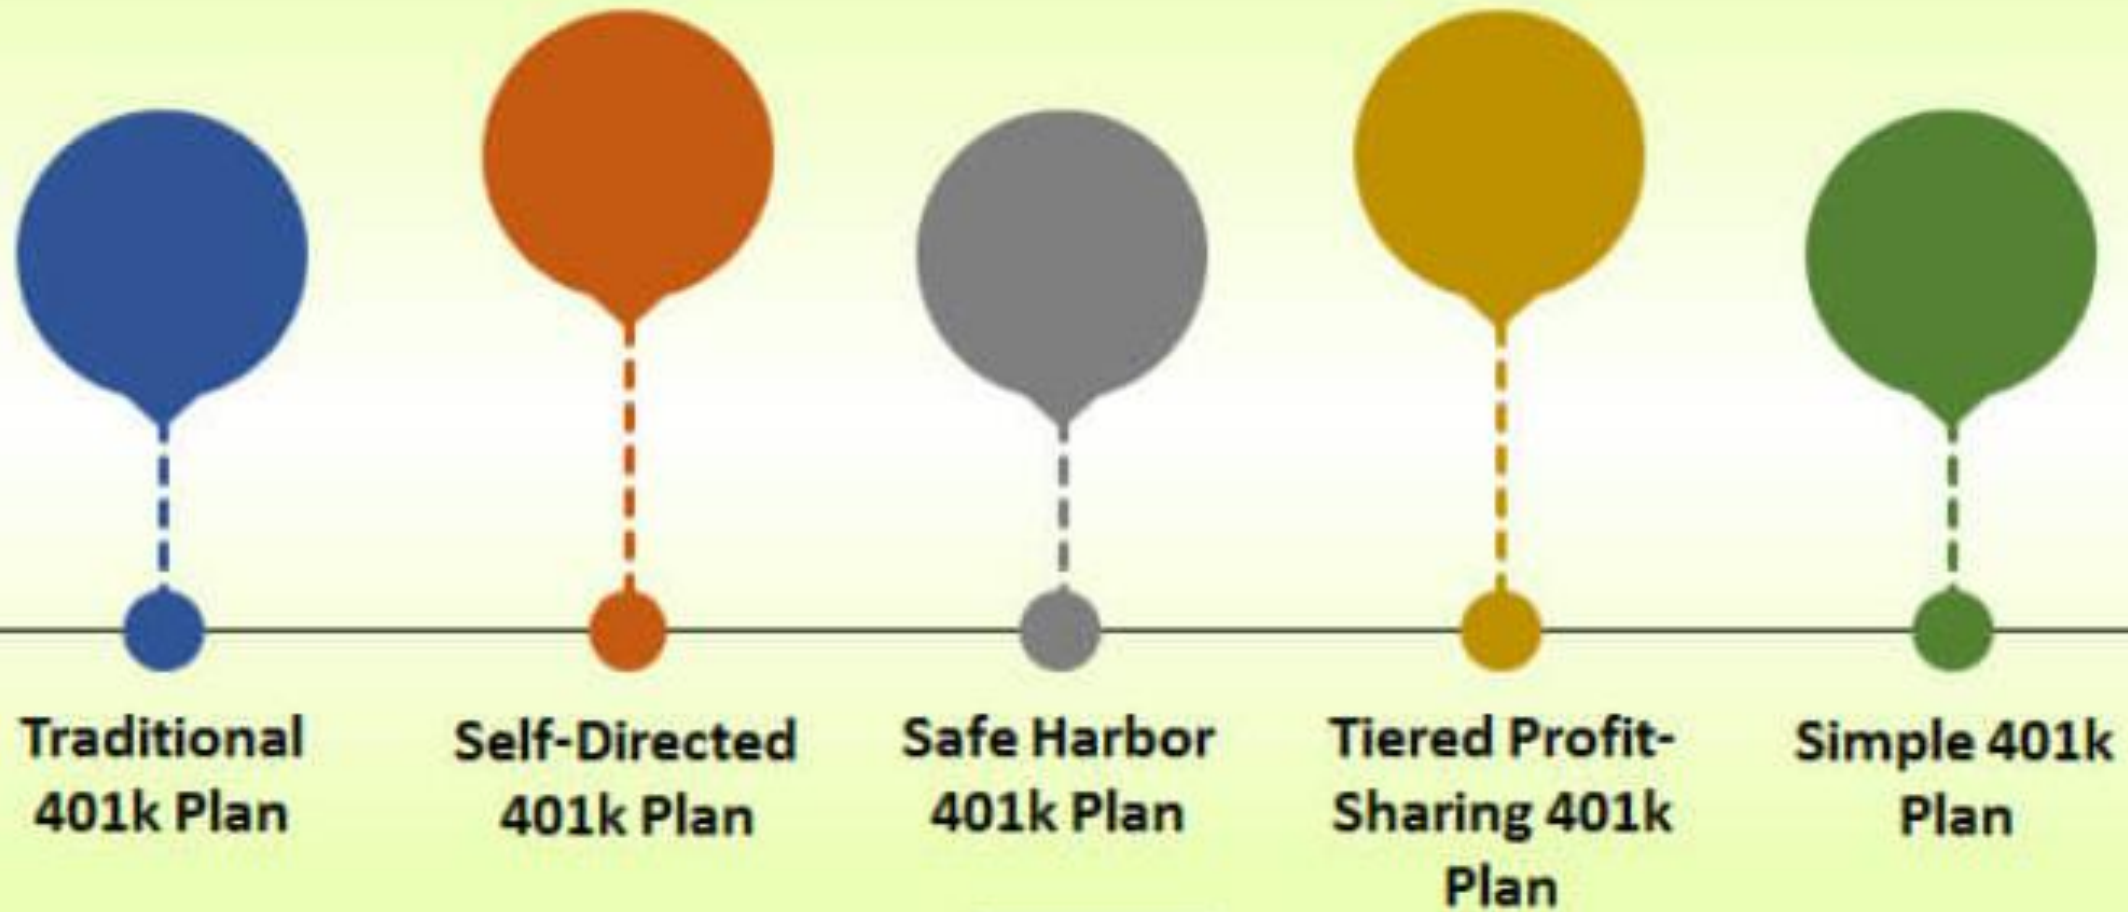 Traditional
401k Plan
Self-Directed
401k Plan
Safe Harbor
401k Plan
Tiered Profit-
Sharing 401k
Plan
Simple 401k
Plan